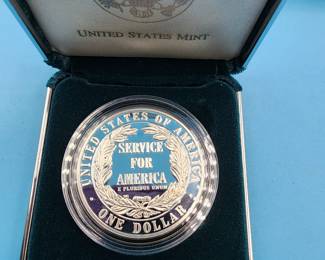 UNITED STATES MINT
UNITED STATES OF AMERICA
SERVICE
FOR
AMERICA
E PLURIBUS UNUM
ONE DOLLAR